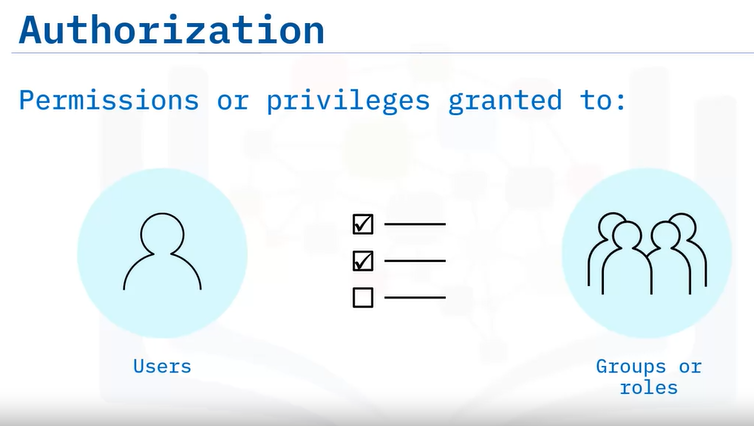 Authorization
Permissions or privileges granted to:
Users
Groups or
roles